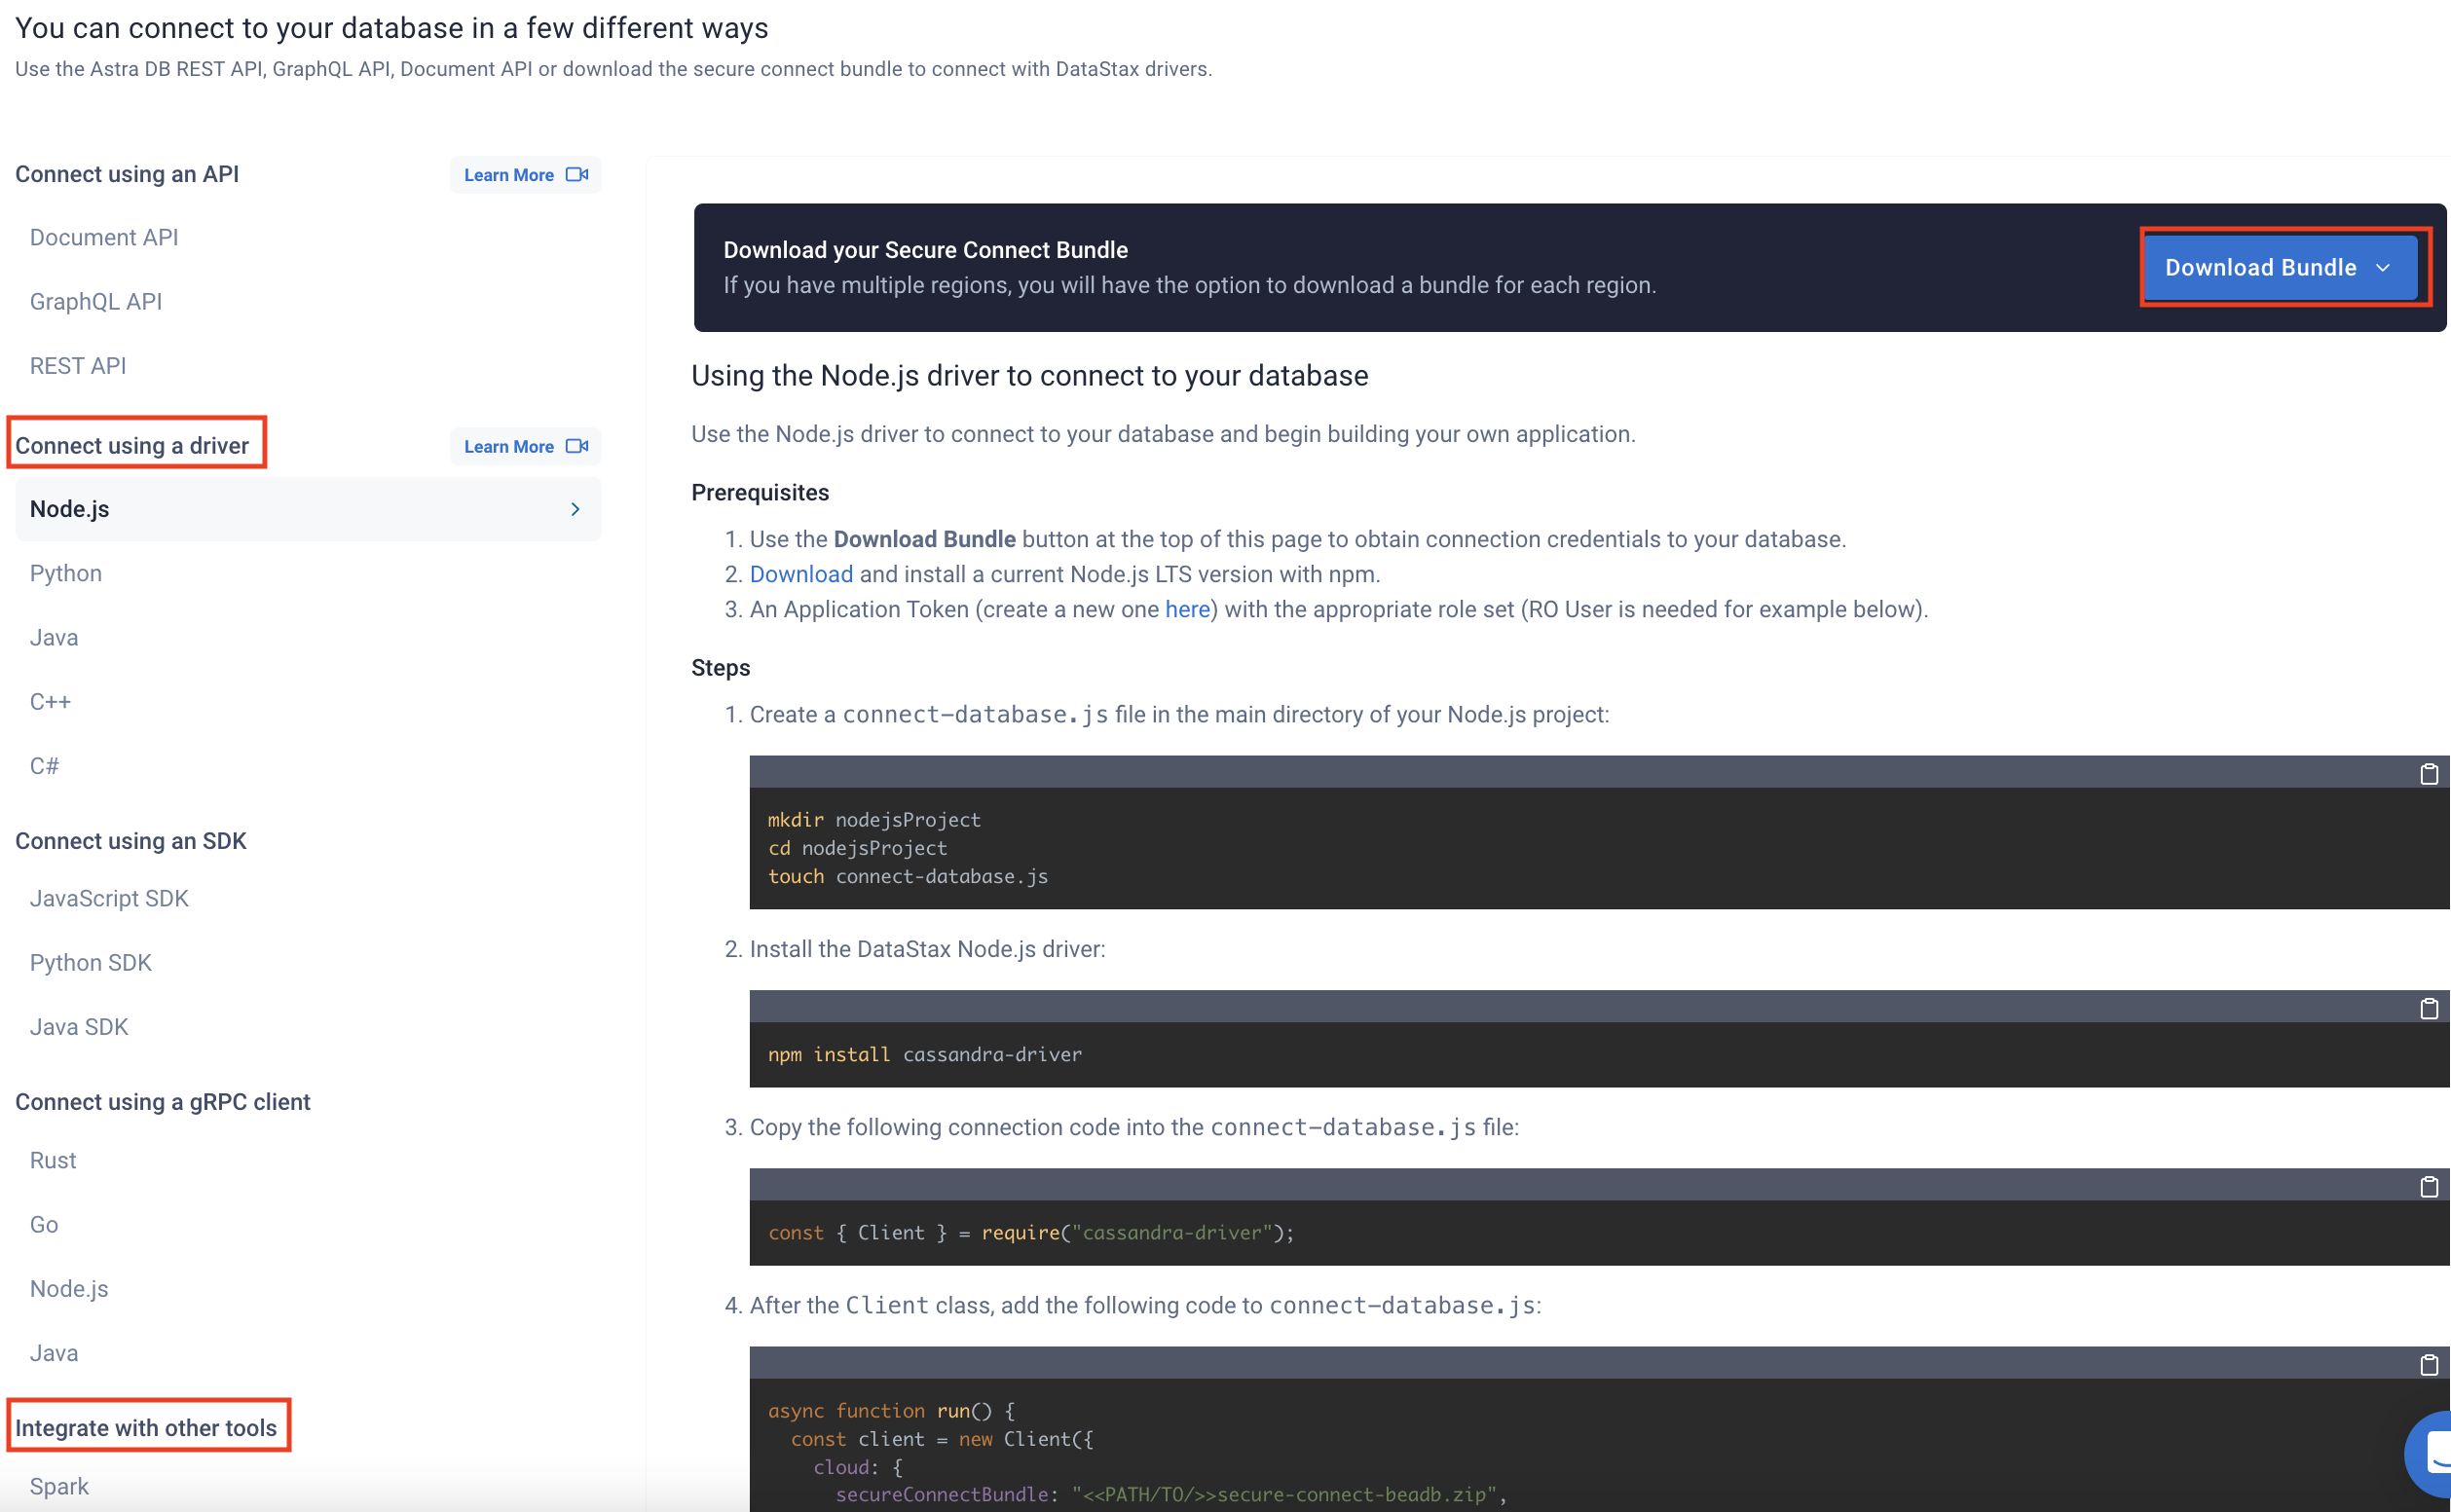 You can connect to your database in a few different ways
Use the Astra DB REST API, GraphQL API, Document API or download the secure connect bundle to connect with DataStax drivers.
Connect using an API
Learn More
Document API
GraphQL API
REST API
Connect using a driver
Learn More
Node.js
Python
Java
C++
C#
Connect using an SDK
JavaScript SDK
Python SDK
Java SDK
Connect using a gRPC client
Rust
Go
Node.js
Java
Integrate with other tools
Spark
Download your Secure Connect Bundle
If you have multiple regions, you will have the option to download a bundle for each region.
Download Bundle
Using the Node.js driver to connect to your database
Use the Node.js driver to connect to your database and begin building your own application.
Prerequisites
1. Use the Download Bundle button at the top of this page to obtain connection credentials to your database.
2. Download and install a current Node.js LTS version with npm.
3. An Application Token (create a new one here) with the appropriate role set (RO User is needed for example below).
Steps
1. Create a connect-database.js file in the main directory of your Node.js project:
mkdir nodejsProject
cd nodejsProject
touch connect-database.js
2. Install the DataStax Node.js driver:
npm install cassandra-driver
3. Copy the following connection code into the connect-database.js file:
const { Client } = require("cassandra-driver");
4. After the Client class, add the following code to connect-database.js:
async function run() {
const client = new Client({
cloud: {
secureConnectBundle: "<<PATH/TO/>>secure-connect-beadb.zip",